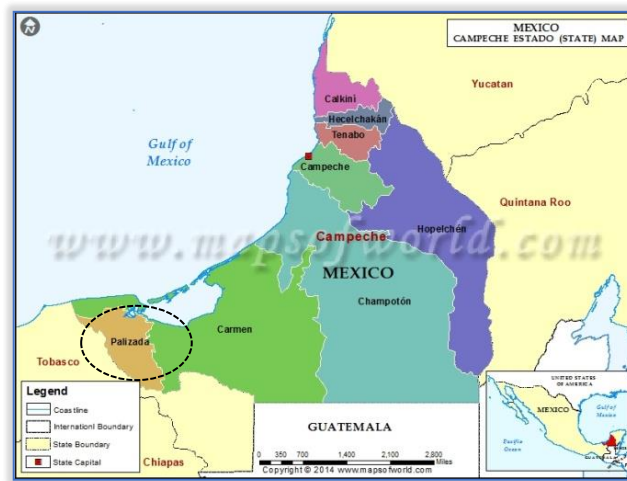 MEXICO
CAMPECHE ESTADO (STATE) MAP
Yucatan
Calkini
Hecelchakán
Tenabo
Gulf of
Mexico
Campeche
Quintana Roo
Hopelchén
Campeche
www.mapsofworld.com
MEXICO
Champotón
Carmen
Palizada
Tobasco
Legend
Coastline
Internationl Boundary
State Boundary
State Capital
Chiapas
GUATEMALA
0 350 700 1,400 2,100 2,800
Miles
Copyright © 2014 www.mapsofworld.com
UNITED STATES
OF AMERICA
MEXICO
Gulf of
Mexico
Pacific
Ocean
GUATEMALA